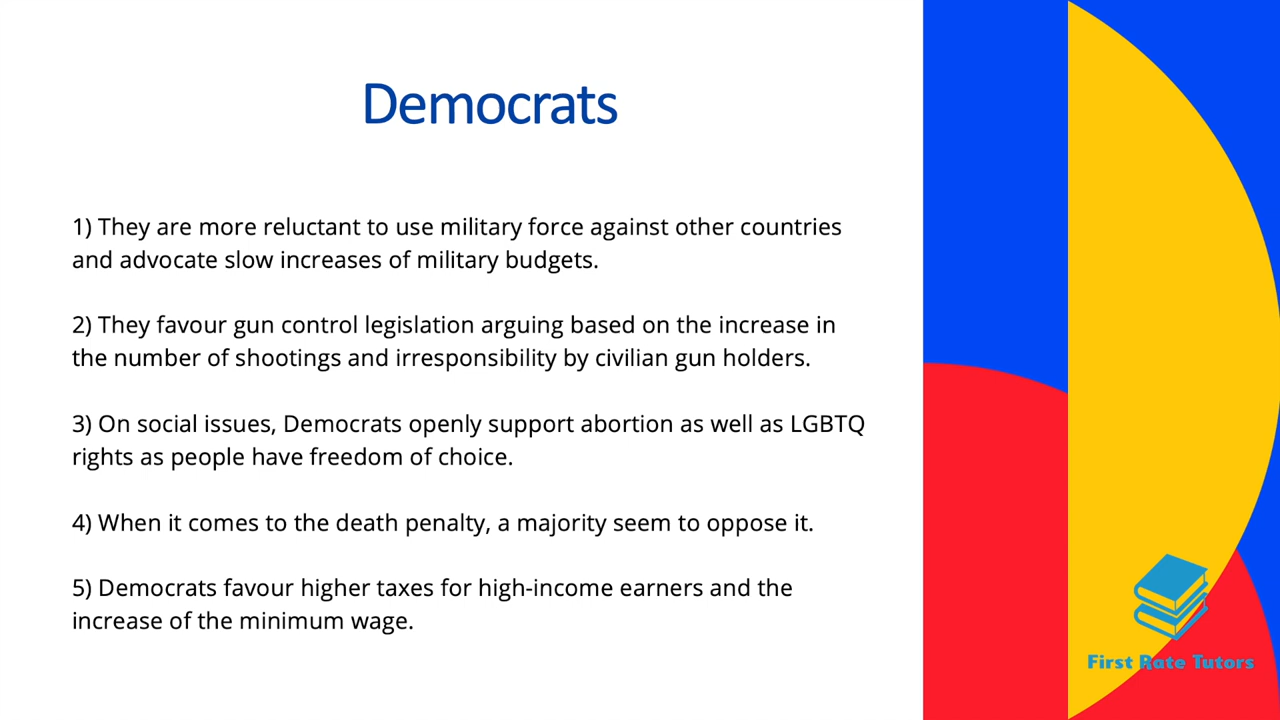 Democrats
1) They are more reluctant to use military force against other countries
and advocate slow increases of military budgets.
2) They favour gun control legislation arguing based on the increase in
the number of shootings and irresponsibility by civilian gun holders.
3) On social issues, Democrats openly support abortion as well as LGBTQ
rights as people have freedom of choice.
4) When it comes to the death penalty, a majority seem to oppose it.
5) Democrats favour higher taxes for high-income earners and the
increase of the minimum wage.
First Rate Tutors